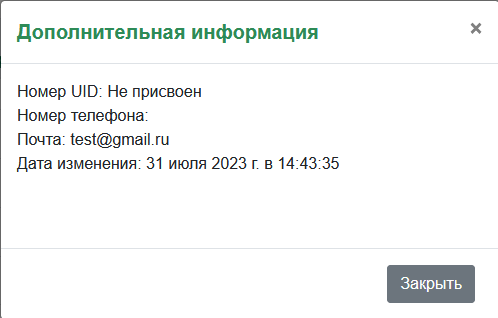 Дополнительная информация
×
Номер UID: Не присвоен
Номер телефона:
Почта: test@gmail.ru
Дата изменения: 31 июля 2023 г. в 14:43:35
Закрыть